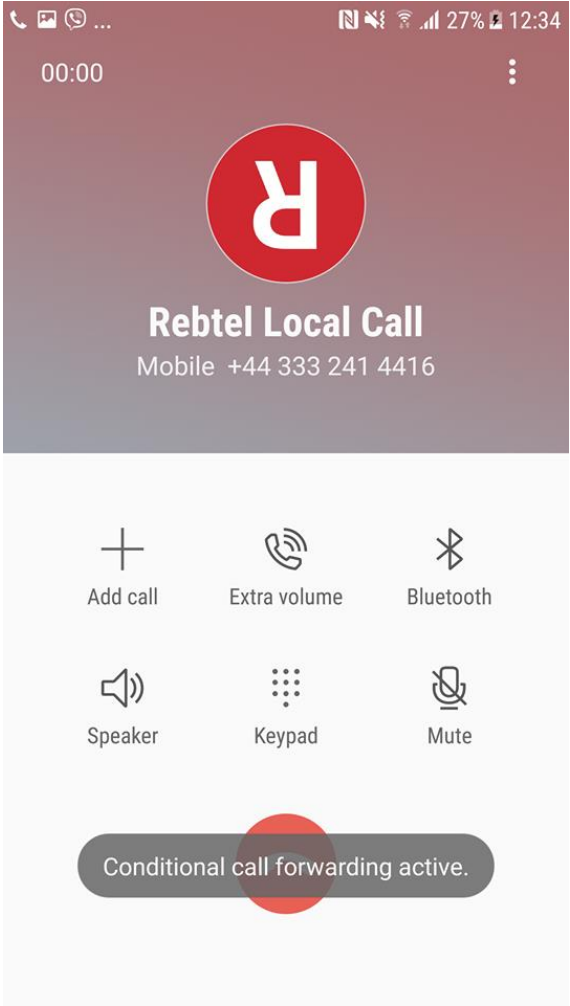 ... 27% 12:34
00:00
R
Rebtel Local Call
Mobile +44 333 241 4416
Add call Extra volume Bluetooth
Speaker Keypad Mute
Conditional call forwarding active.